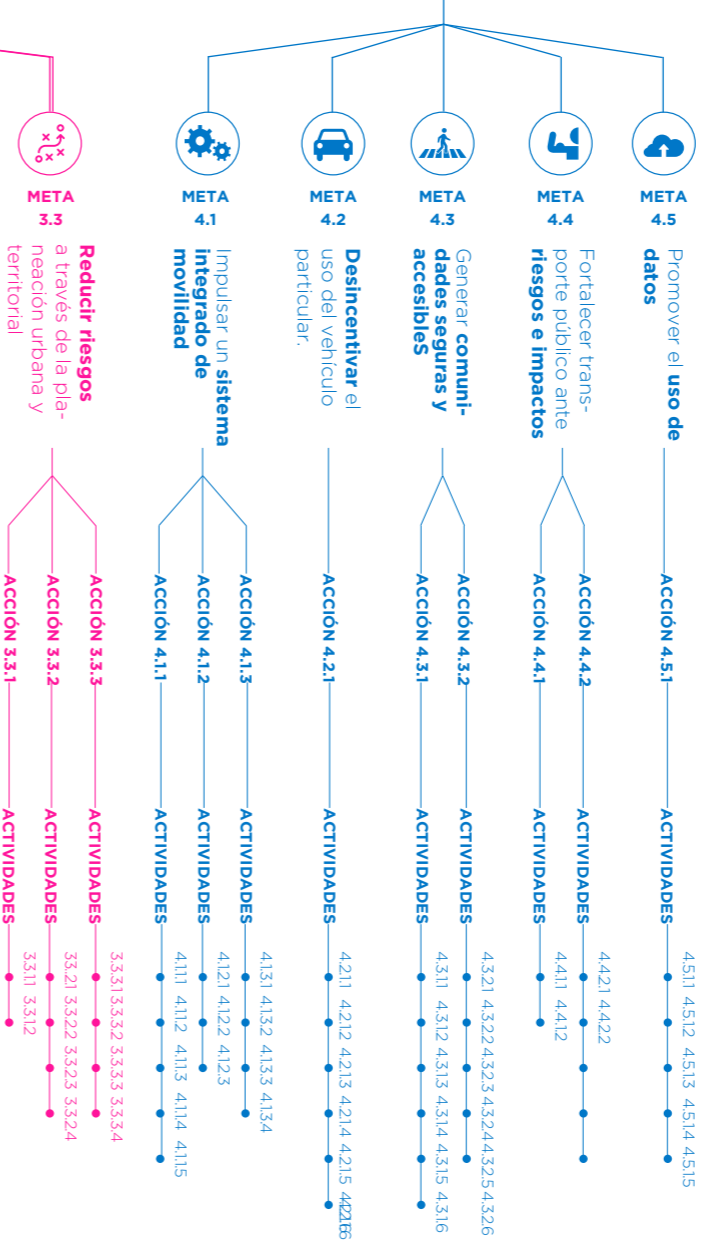 META
3.3
Reducir riesgos
a través de la pla-
neación urbana y
territorial
ACCIÓN 3.3.3
ACTIVIDADES
3.3.3.1 3.3.3.2 3.3.3.3 3.3.3.4
ACCIÓN 3.3.2
ACTIVIDADES
33.2.1 3.3.2.2 3.3.2.3 3.3.2.4
ACCIÓN 3.3.1
ACTIVIDADES
3.3.1.1 3.3.1.2
META
4.1
Impulsar un sistema
integrado de
movilidad
ACCIÓN 4.1.3
ACTIVIDADES
4.1.3.1 4.1.3.2 4.1.3.3 4.1.3.4
ACCIÓN 4.1.2
ACTIVIDADES
4.1.2.1 4.1.2.2 4.1.2.3
ACCIÓN 4.1.1
ACTIVIDADES
4.1.1.1 4.1.1.2 4.1.1.3 4.1.1.4 4.1.1.5
META
4.2
Desincentivar el
uso del vehículo
particular.
ACCIÓN 4.2.1
ACTIVIDADES
4.2.1.1 4.2.1.2 4.2.1.3 4.2.1.4 4.2.1.5
META
4.3
Generar comuni-
dades seguras y
accesibleS
ACCIÓN 4.3.2
ACTIVIDADES
4.3.2.1 4.3.2.2 4.3.2.3 4.3.2.4 4.3.2.5 4.3.2.6
ACCIÓN 4.3.1
ACTIVIDADES
4.3.1.1 4.3.1.2 4.3.1.3 4.3.1.4 4.3.1.5 4.3.1.6
META
4.4
Fortalecer trans-
porte público ante
riesgos e impactos
ACCIÓN 4.4.2
ACTIVIDADES
4.4.2.1 4.4.2.2
ACCIÓN 4.4.1
ACTIVIDADES
4.4.1.1 4.4.1.2
META
4.5
Promover el uso de
datos
ACCIÓN 4.5.1
ACTIVIDADES
4.5.1.1 4.5.1.2 4.5.1.3 4.5.1.4 4.5.1.5